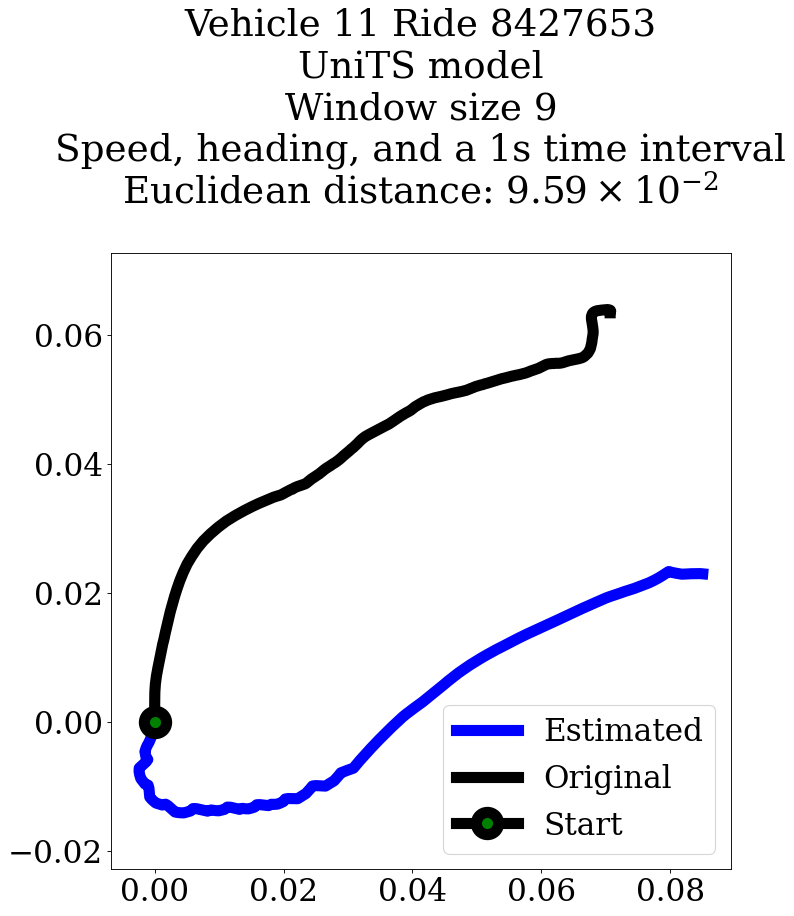 Vehicle 11 Ride 8427653
UniTS model
Window size 9
Speed, heading, and a 1s time interval
Euclidean distance: 9.59 × 10⁻²
0.06
0.04
0.02
0.00
−0.02
0.00 0.02 0.04 0.06 0.08
Estimated
Original
Start